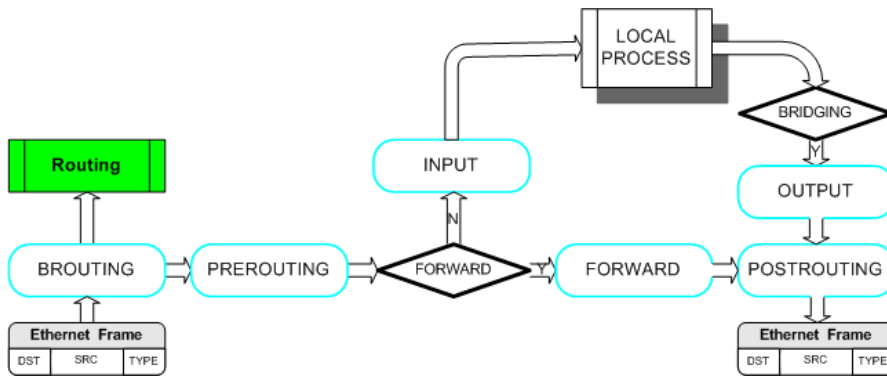 LOCAL
PROCESS
BRIDGING
Y
Routing
INPUT
OUTPUT
N
BROUTING
PREROUTING
FORWARD
Y
FORWARD
POSTROUTING
Ethernet Frame
DST SRC TYPE
Ethernet Frame
DST SRC TYPE